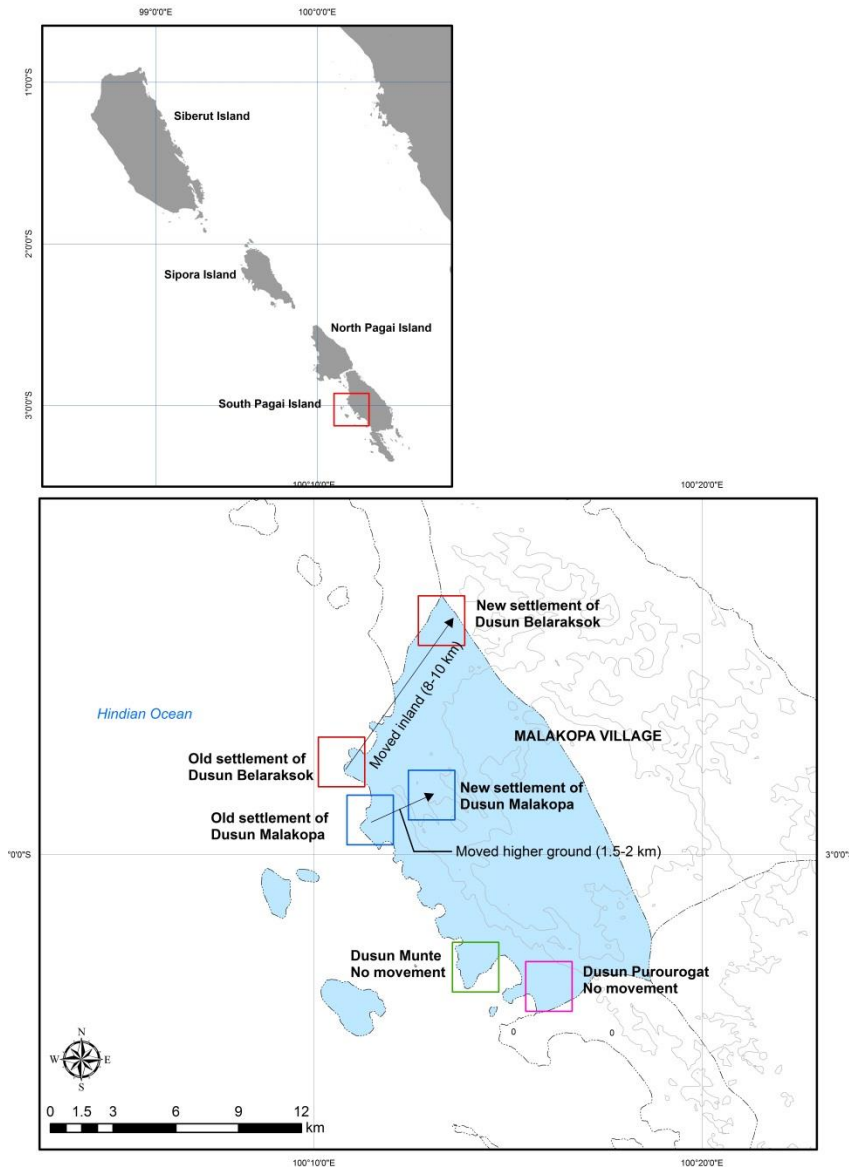 99°0'0"E
100°0'0"E
1°0'0"S
Siberut Island
2°0'0"S
Sipora Island
North Pagai Island
3°0'0"S
South Pagai Island
100°10'0"E
100°20'0"E
New settlement of
Dusun Belaraksok
Moved inland (8-10 km)
Hindian Ocean
MALAKOPA VILLAGE
Old settlement of
Dusun Belaraksok
New settlement of
Dusun Malakopa
Old settlement of
Dusun Malakopa
Moved higher ground (1.5-2 km)
°0'0"S
3°0'0"S
Dusun Munte
No movement
Dusun Purourogat
No movement
0
0
N
W
E
S
0 1.5 3 6 9 12
km
100°10'0"E
100°20'0"E